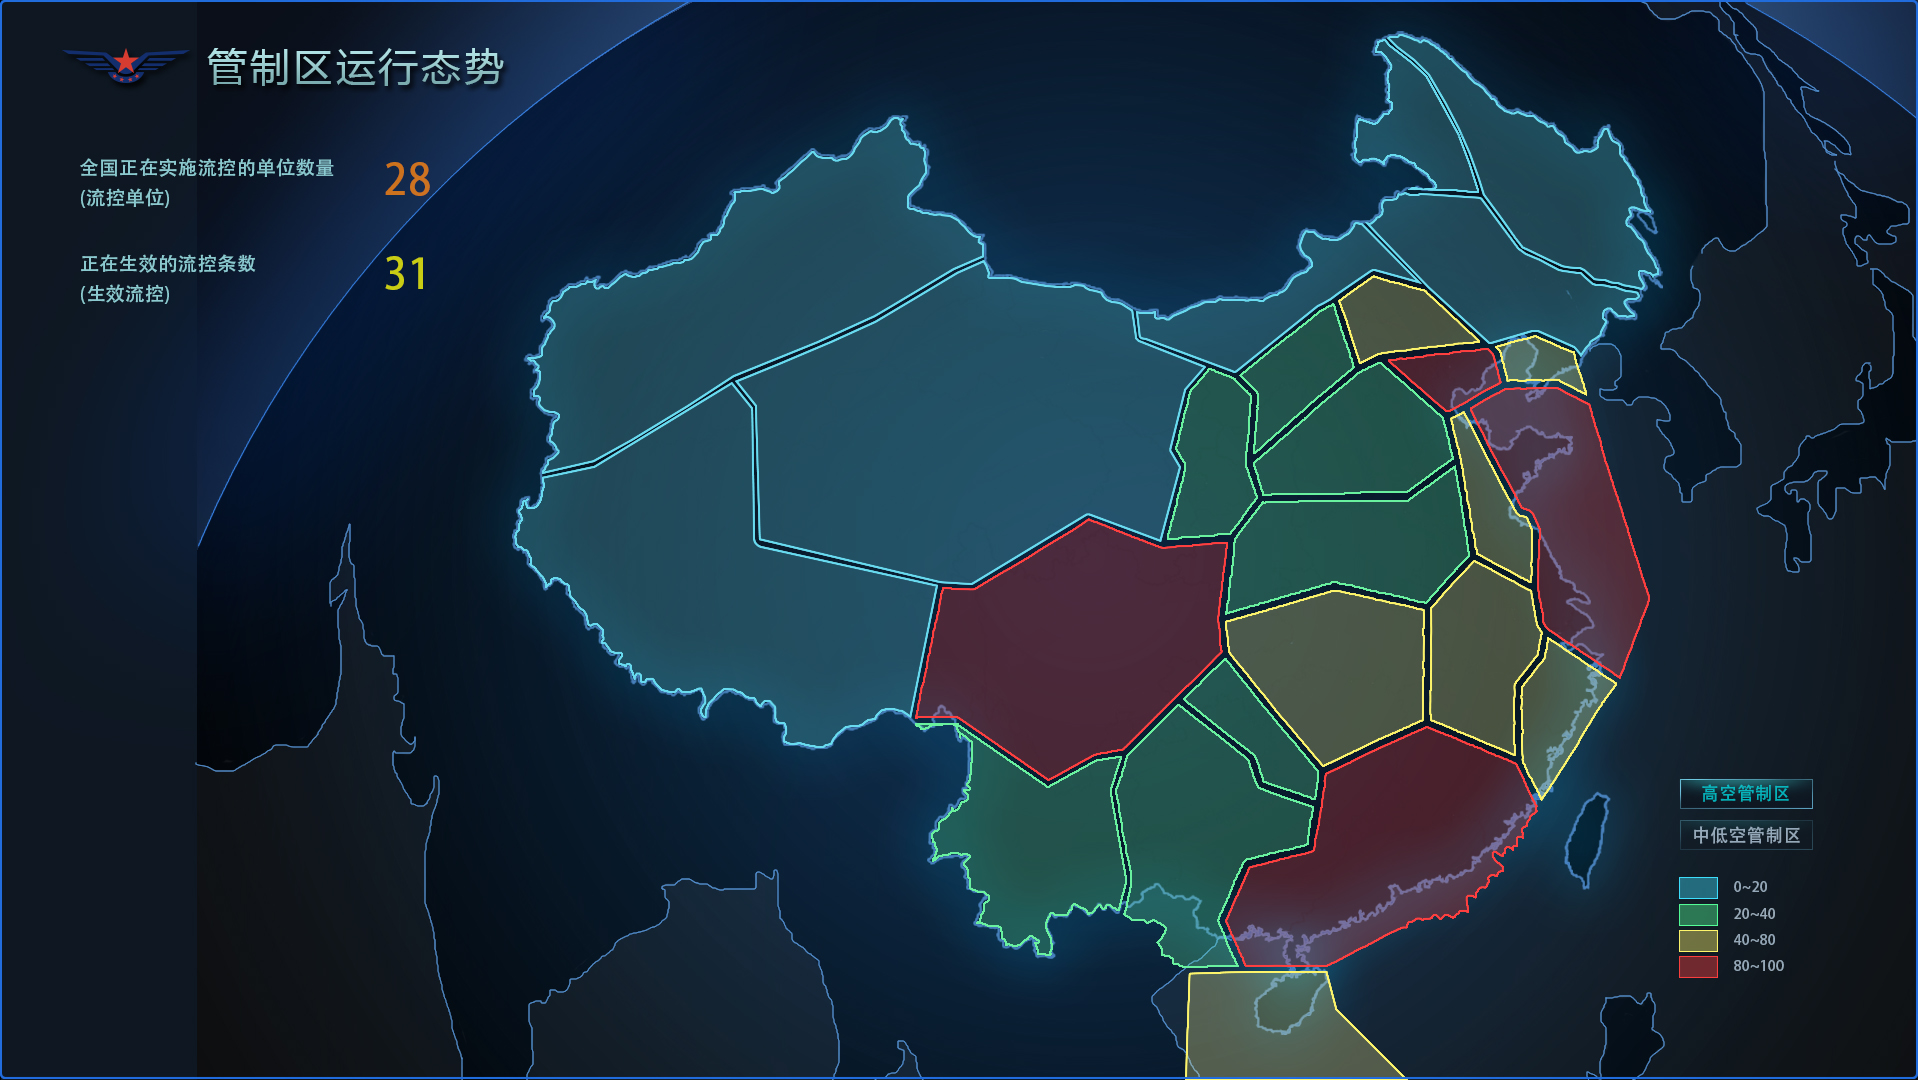 管制区运行态势
全国正在实施流控的单位数量
(流控单位)
28
正在生效的流控条数
(生效流控)
31
高空管制区
中低空管制区
0~20
20~40
40~80
80~100